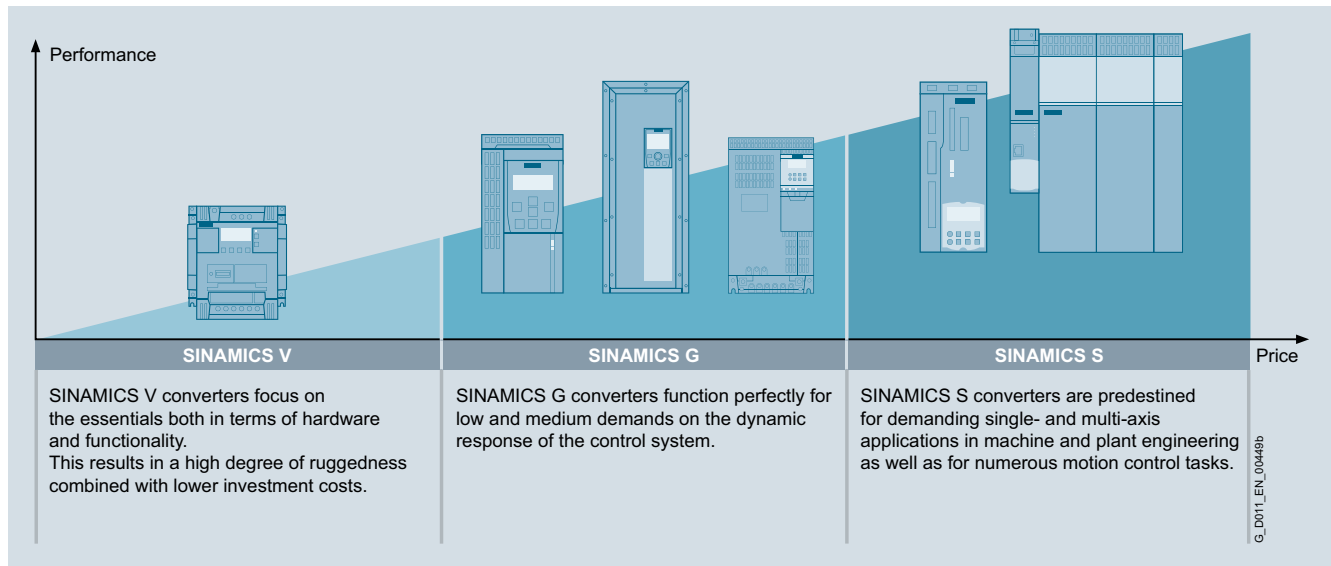 Performance
SINAMICS V
SINAMICS G
SINAMICS S
Price
SINAMICS V converters focus on
the essentials both in terms of hardware
and functionality.
This results in a high degree of ruggedness
combined with lower investment costs.
SINAMICS G converters function perfectly for
low and medium demands on the dynamic
response of the control system.
SINAMICS S converters are predestined
for demanding single- and multi-axis
applications in machine and plant engineering
as well as for numerous motion control tasks.
G_D011_EN_00449b